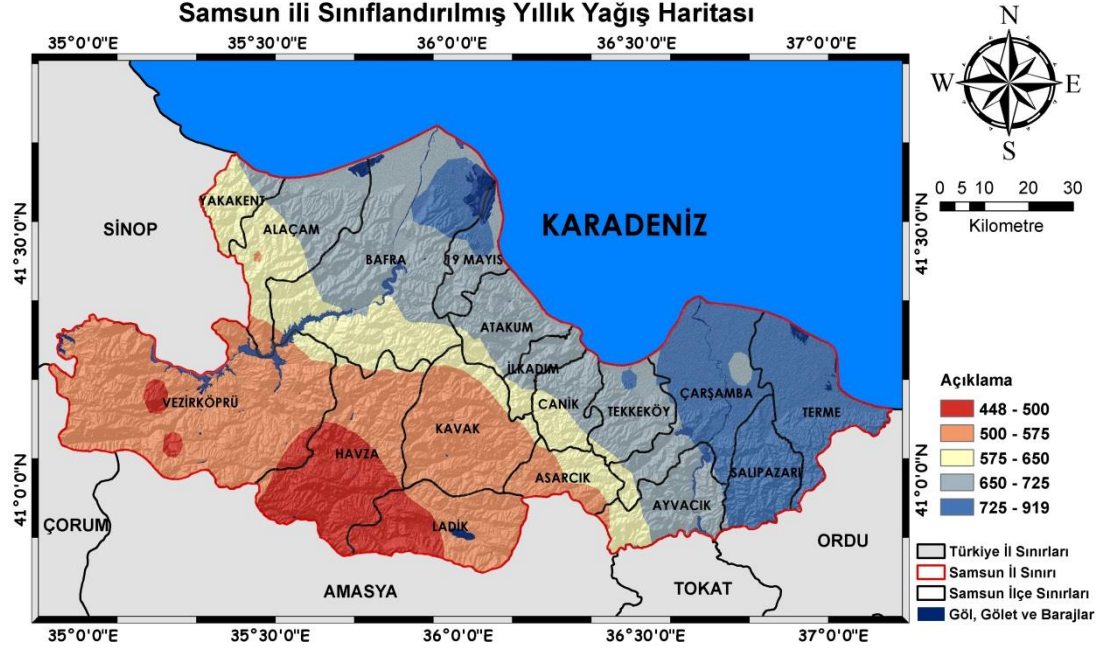 Samsun ili Sınıflandırılmış Yıllık Yağış Haritası
35°0'0"E 35°30'0"E 36°0'0"E 36°30'0"E 37°0'0"E
N
W E
S
0 5 10 20 30
Kilometre
41°30'0"N
41°30'0"N
41°0'0"N
41°0'0"N
SİNOP
KARADENİZ
YAKAKENT
ALAÇAM
BAFRA
19 MAYIS
ATAKUM
İLKADIM
CANİK
TEKKEKÖY
ÇARŞAMBA
TERME
VEZİRKÖPRÜ
KAVAK
HAVZA
ASARCIK
SALIPAZARI
AYVACIK
LADİK
ÇORUM
AMASYA
TOKAT
ORDU
Açıklama
448 - 500
500 - 575
575 - 650
650 - 725
725 - 919
Türkiye İl Sınırları
Samsun İl Sınırı
Samsun İlçe Sınırları
Göl, Gölet ve Barajlar
35°0'0"E 35°30'0"E 36°0'0"E 36°30'0"E 37°0'0"E